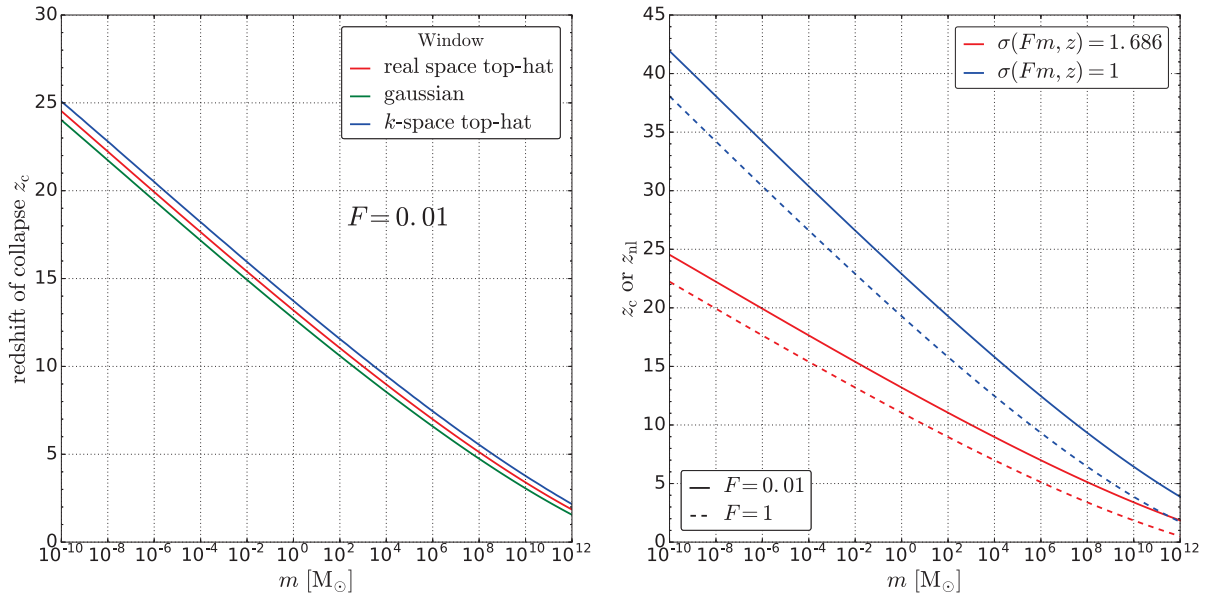 30
25
20
15
10
5
0
redshift of collapse z_c
Window
real space top-hat
gaussian
k-space top-hat
F=0.01
10^−10 10^−8 10^−6 10^−4 10^−2 10^0 10^2 10^4 10^6 10^8 10^10 10^12
m [M_⊙]
45
40
35
30
25
20
15
10
5
0
z_c or z_nl
σ(Fm, z)=1.686
σ(Fm, z)=1
F=0.01
F=1
10^−10 10^−8 10^−6 10^−4 10^−2 10^0 10^2 10^4 10^6 10^8 10^10 10^12
m [M_⊙]